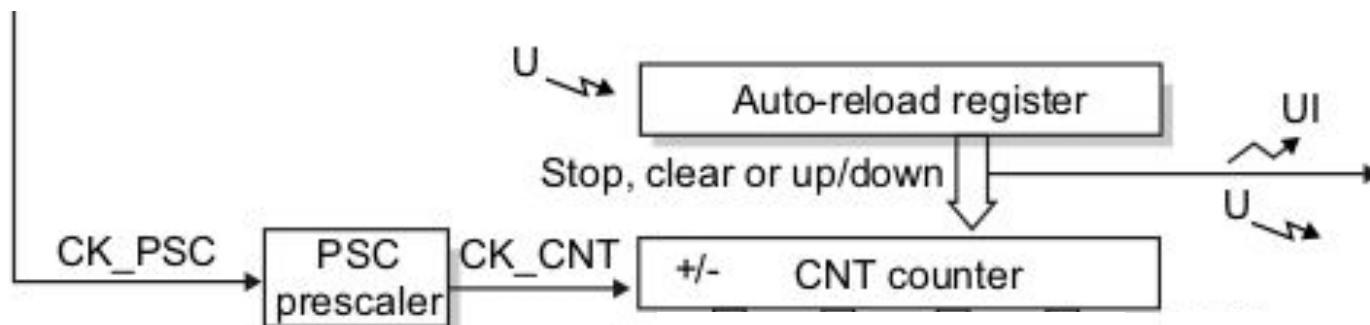 U
Auto-reload register
UI
Stop, clear or up/down
U
CK_PSC
PSC
prescaler
CK_CNT
+/- CNT counter